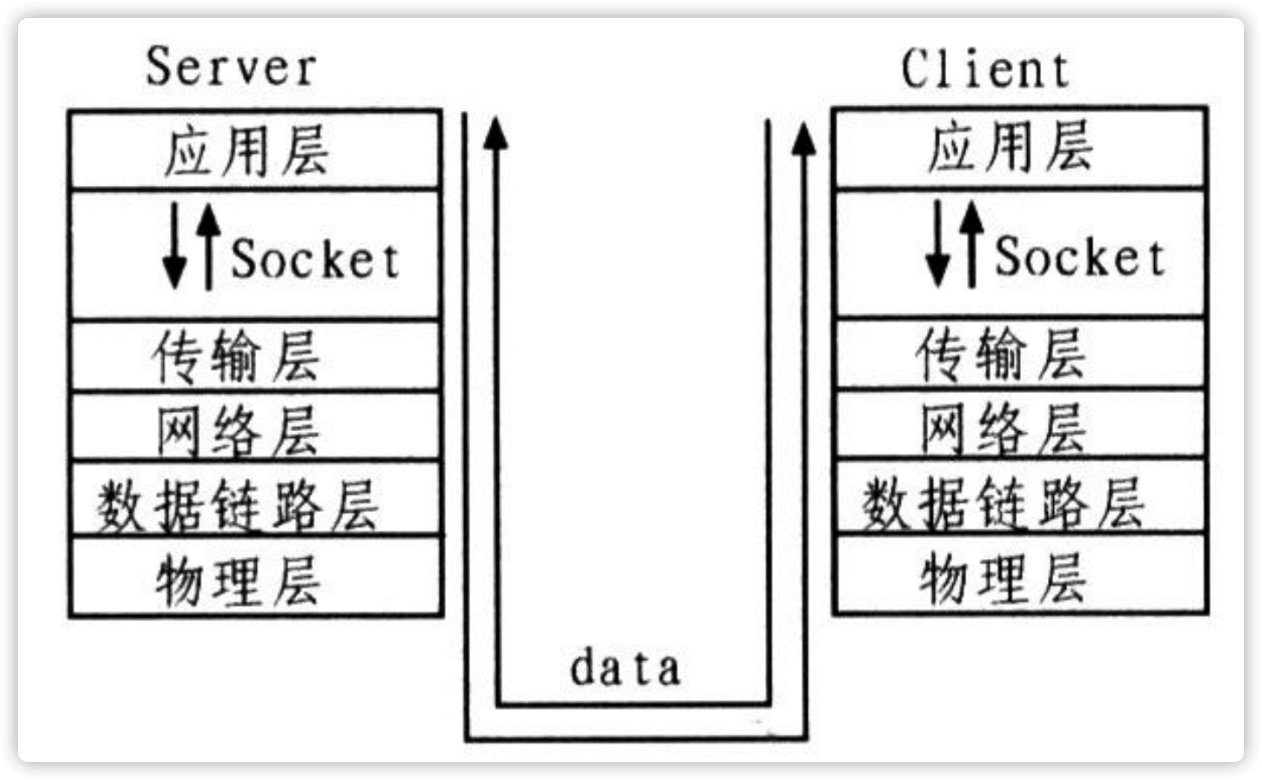 Server
应用层
Socket
传输层
网络层
数据链路层
物理层
data
Client
应用层
Socket
传输层
网络层
数据链路层
物理层